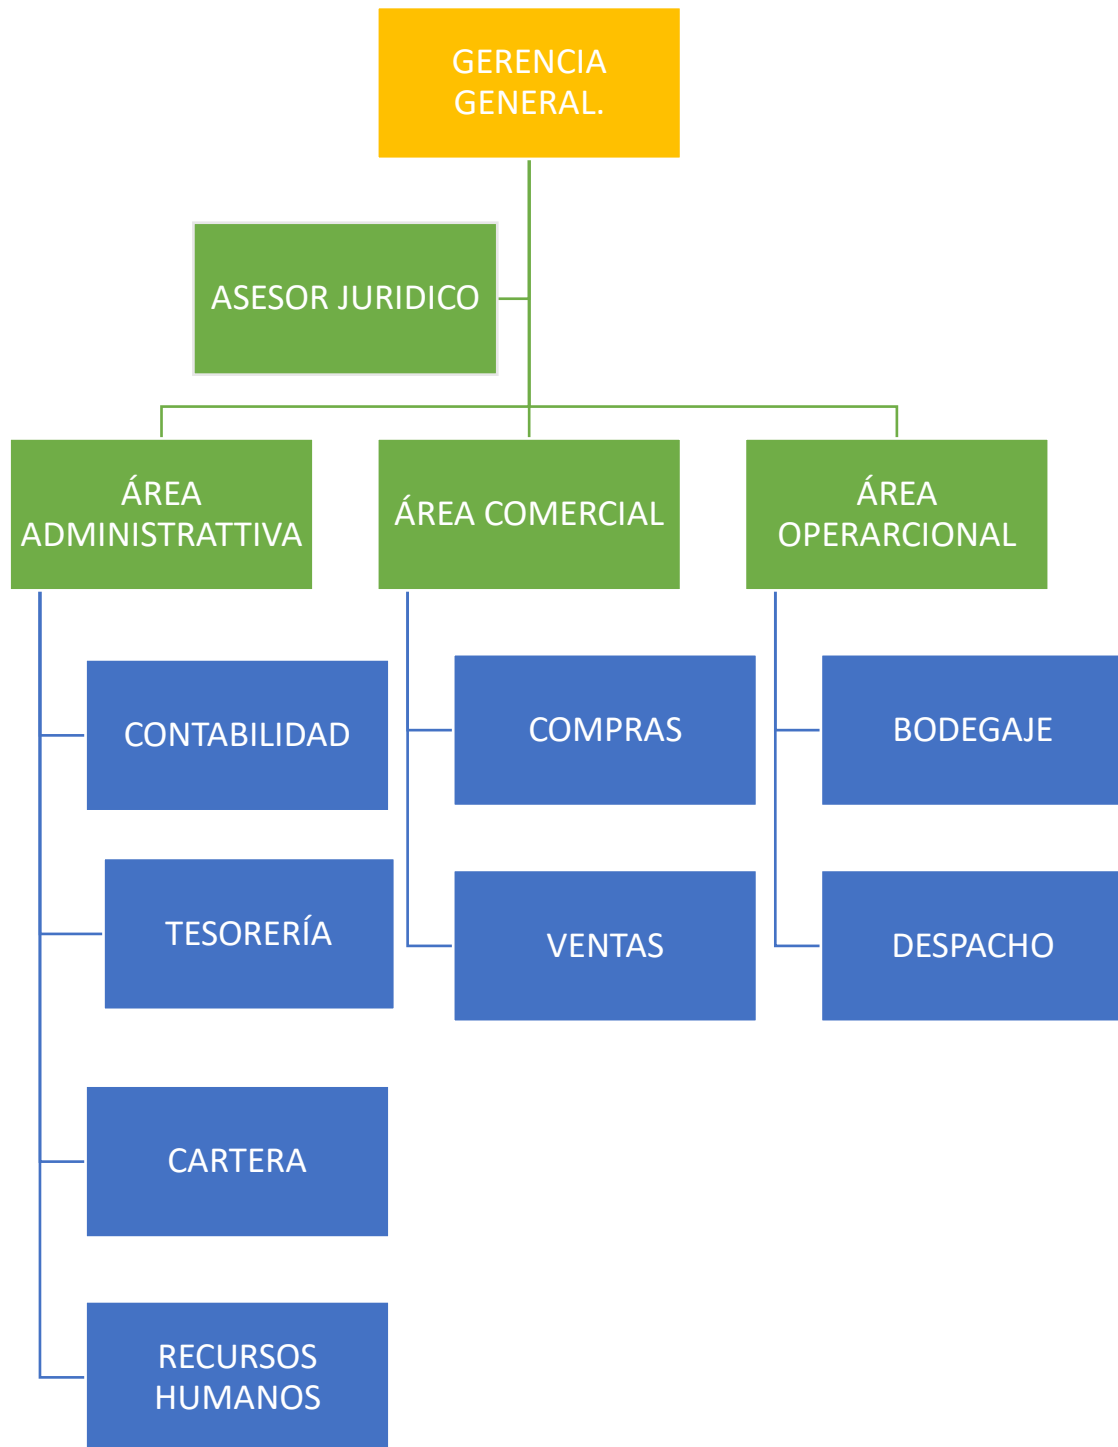 GERENCIA
GENERAL.
ASESOR JURIDICO
ÁREA
ADMINISTRATTIVA
ÁREA COMERCIAL
ÁREA
OPERARCIONAL
CONTABILIDAD
COMPRAS
BODEGAJE
TESORERÍA
VENTAS
DESPACHO
CARTERA
RECURSOS
HUMANOS